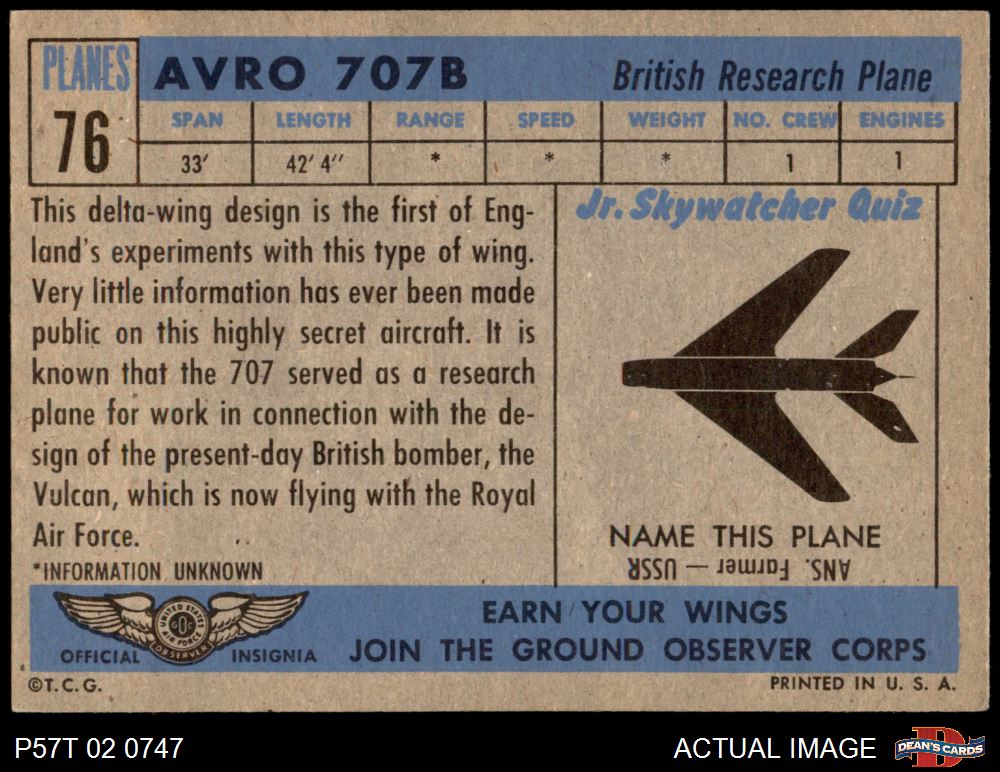 PLANES
76
AVRO 707B
British Research Plane
SPAN LENGTH RANGE SPEED WEIGHT NO. CREW ENGINES
33′ 42′ 4″ * * * 1 1
This delta-wing design is the first of Eng-
land's experiments with this type of wing.
Very little information has ever been made
public on this highly secret aircraft. It is
known that the 707 served as a research
plane for work in connection with the de-
sign of the present-day British bomber, the
Vulcan, which is now flying with the Royal
Air Force.
*INFORMATION UNKNOWN
Jr. Skywatcher Quiz
NAME THIS PLANE
ANS. Farmer — USSR
UNITED STATES
AIR FORCE
OBSERVER
OFFICIAL INSIGNIA
EARN YOUR WINGS
JOIN THE GROUND OBSERVER CORPS
©T.C.G.
PRINTED IN U. S. A.
P57T 02 0747
ACTUAL IMAGE
DEAN'S CARDS